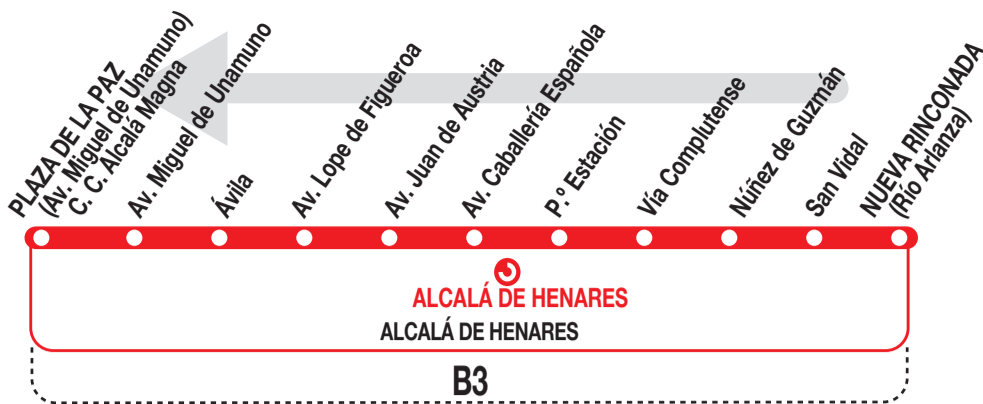 PLAZA DE LA PAZ
(Av. Miguel de Unamuno)
C. C. Alcalá Magna
Av. Miguel de Unamuno
Ávila
Av. Lope de Figueroa
Av. Juan de Austria
Av. Caballería Española
P.º Estación
Vía Complutense
Núñez de Guzmán
San Vidal
NUEVA RINCONADA
(Río Arlanza)
ALCALÁ DE HENARES
ALCALÁ DE HENARES
B3